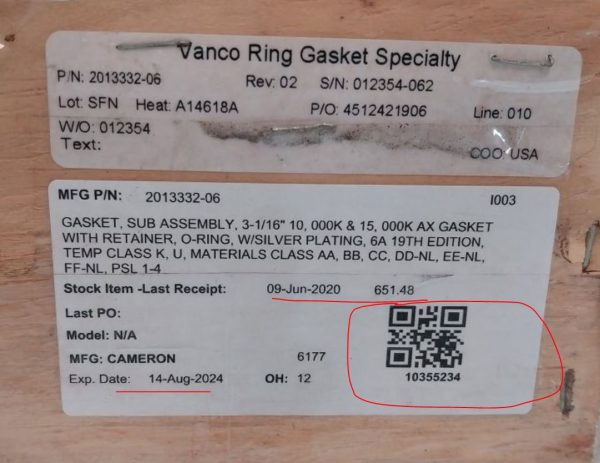 Vanco Ring Gasket Specialty
P/N: 2013332-06 Rev: 02 S/N: 012354-062
Lot: SFN Heat: A14618A P/O: 4512421906 Line: 010
W/O: 012354
Text: COO: USA
MFG P/N: 2013332-06 I003
GASKET, SUB ASSEMBLY, 3-1/16" 10, 000K & 15, 000K AX GASKET
WITH RETAINER, O-RING, W/SILVER PLATING, 6A 19TH EDITION,
TEMP CLASS K, U, MATERIALS CLASS AA, BB, CC, DD-NL, EE-NL,
FF-NL, PSL 1-4
Stock Item -Last Receipt: 09-Jun-2020 651.48
Last PO:
Model: N/A
MFG: CAMERON 6177
Exp. Date: 14-Aug-2024 OH: 12
10355234